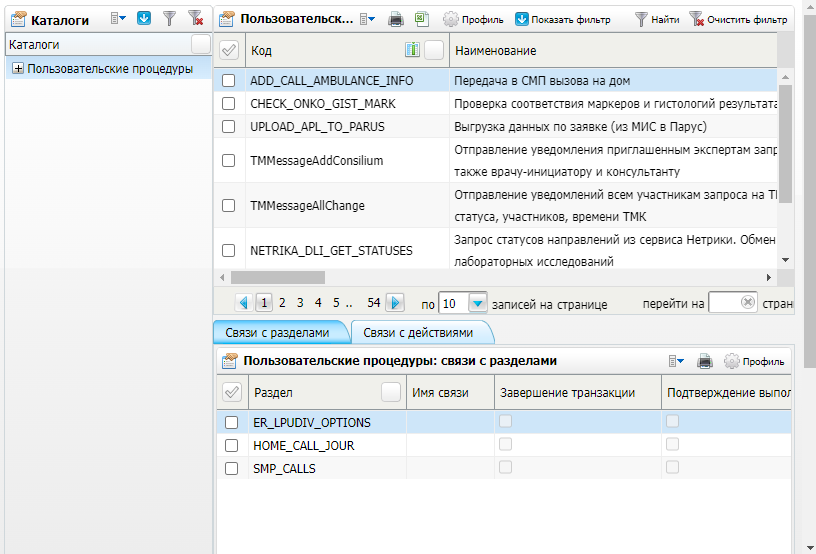 Каталоги
Каталоги
Пользовательские процедуры
Пользовательск... Профиль Показать фильтр Найти Очистить фильтр
Код Наименование
ADD_CALL_AMBULANCE_INFO Передача в СМП вызова на дом
CHECK_ONKO_GIST_MARK Проверка соответствия маркеров и гистологий результата
UPLOAD_APL_TO_PARUS Выгрузка данных по заявке (из МИС в Парус)
TMMessageAddConsilium Отправление уведомления приглашенным экспертам запр
также врачу-инициатору и консультанту
TMMessageAllChange Отправление уведомлений всем участникам запроса на Т
статуса, участников, времени ТМК
NETRIKA_DLI_GET_STATUSES Запрос статусов направлений из сервиса Нетрики. Обмен
лабораторных исследований
1 2 3 4 5 .. 54 по 10 записей на странице перейти на стран
Связи с разделами Связи с действиями
Пользовательские процедуры: связи с разделами Профиль
Раздел Имя связи Завершение транзакции Подтверждение выпол
ER_LPUDIV_OPTIONS
HOME_CALL_JOUR
SMP_CALLS